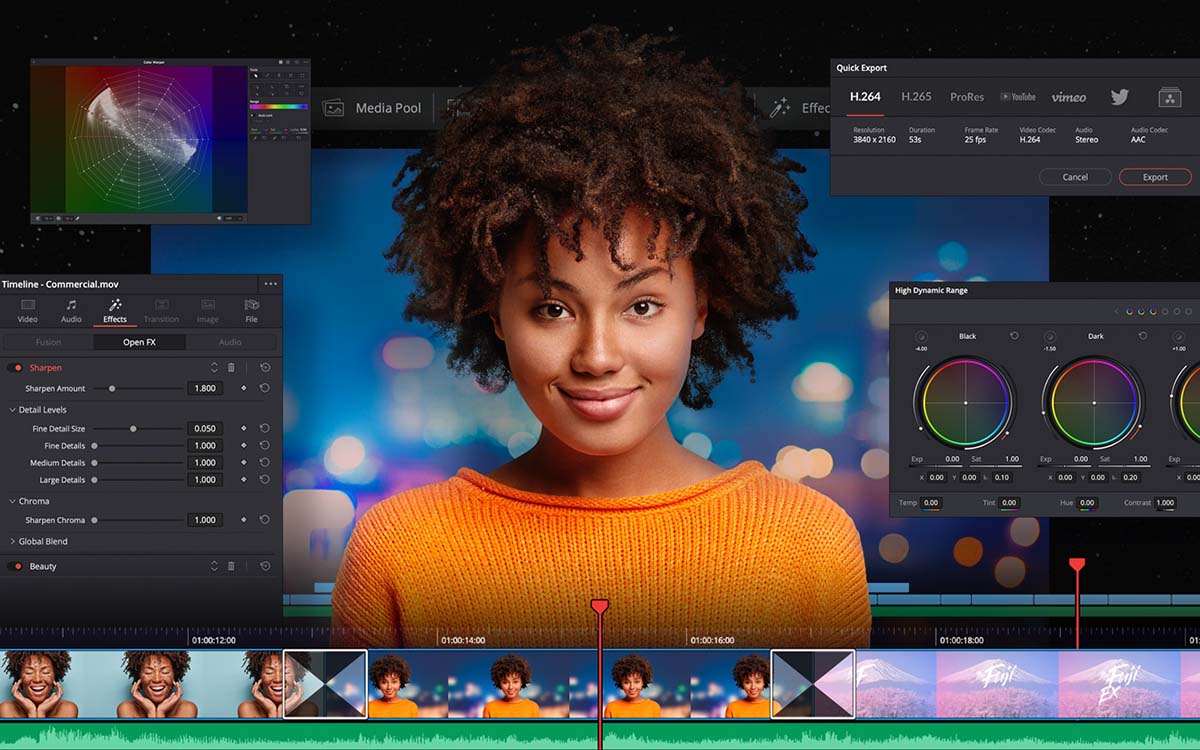 Color Warper
Media Pool
Effec
Quick Export
H.264 H.265 ProRes YouTube vimeo
Resolution Duration Frame Rate Video Codec Audio Audio Codec
3840 x 2160 53s 25 fps H.264 Stereo AAC
Cancel Export
Timeline - Commercial.mov
Video Audio Effects Transition Image File
Fusion Open FX Audio
Sharpen
Sharpen Amount 1.800
Detail Levels
Fine Detail Size 0.050
Fine Details 1.000
Medium Details 1.000
Large Details 1.000
Chroma
Sharpen Chroma 1.000
Global Blend
Beauty
High Dynamic Range
Black Dark
-4.00 -1.50 +1.00
Exp 0.00 Sat 1.00 Exp 0.00 Sat 1.00 Exp
X 0.00 Y 0.00 0.10 X 0.00 Y 0.00 0.20 X 0.00
Temp 0.00 Tint 0.00 Hue 0.00 Contrast 1.000
01:00:12:00 01:00:14:00 01:00:16:00 01:00:18:00 01:
Fuji Fuji
EX